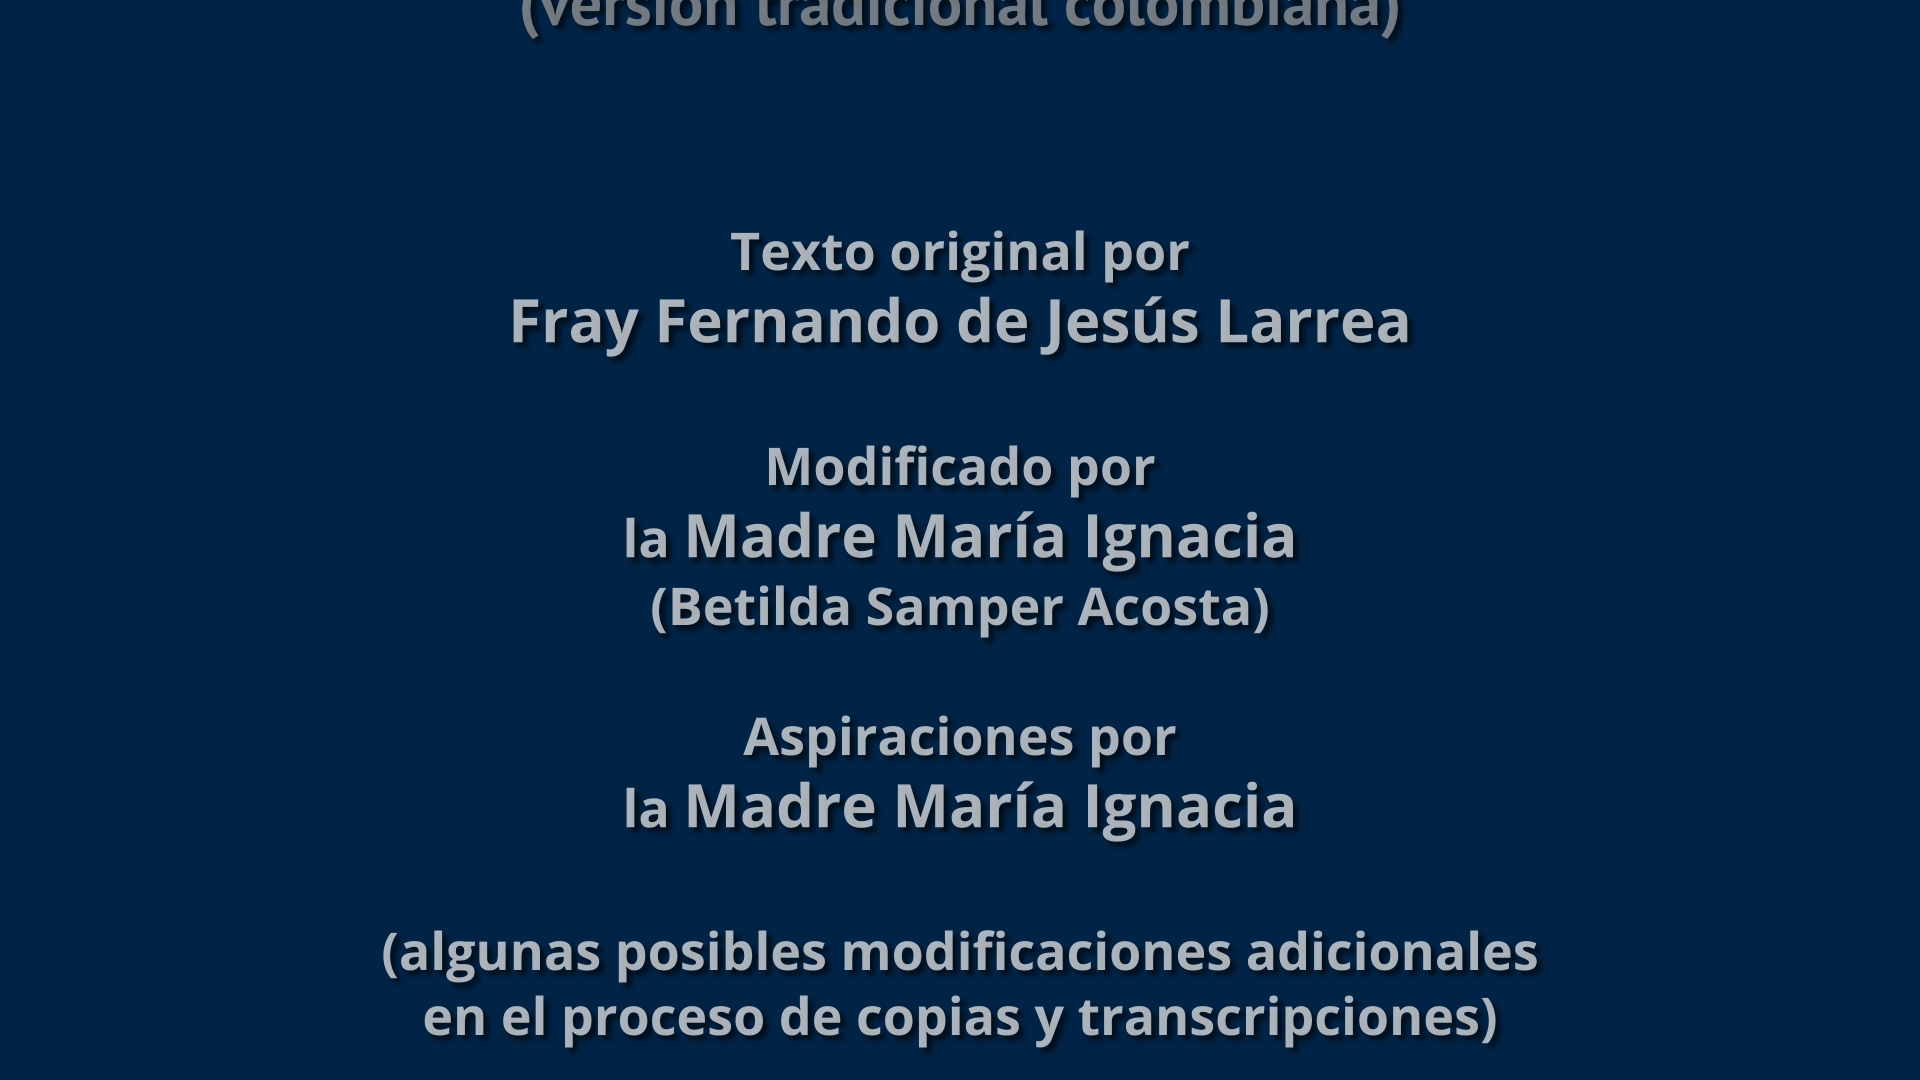 (versión tradicional colombiana)
Texto original por
Fray Fernando de Jesús Larrea
Modificado por
la Madre María Ignacia
(Betilda Samper Acosta)
Aspiraciones por
la Madre María Ignacia
(algunas posibles modificaciones adicionales
en el proceso de copias y transcripciones)